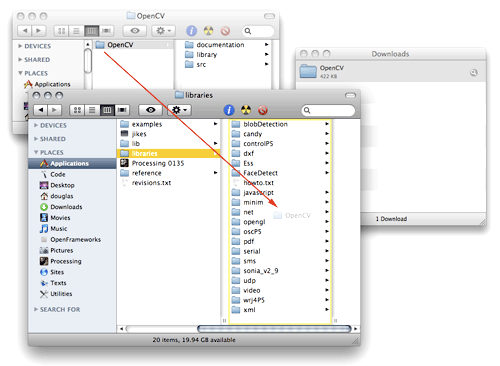 OpenCV
DEVICES
SHARED
PLACES
Applications
OpenCV
documentation
library
src
Downloads
OpenCV
422 KB
1 Download
libraries
DEVICES
SHARED
PLACES
Applications
Code
Desktop
douglas
Downloads
Movies
Music
OpenFrameworks
Pictures
Processing
Sites
Texts
Utilities
SEARCH FOR
examples
jikes
lib
libraries
Processing 0135
reference
revisions.txt
blobDetection
candy
controlP5
dxf
Ess
FaceDetect
howto.txt
javascript
minim
net
opengl
oscP5
pdf
serial
sms
sonia_v2_9
udp
video
wrj4P5
xml
OpenCV
20 items, 19.94 GB available